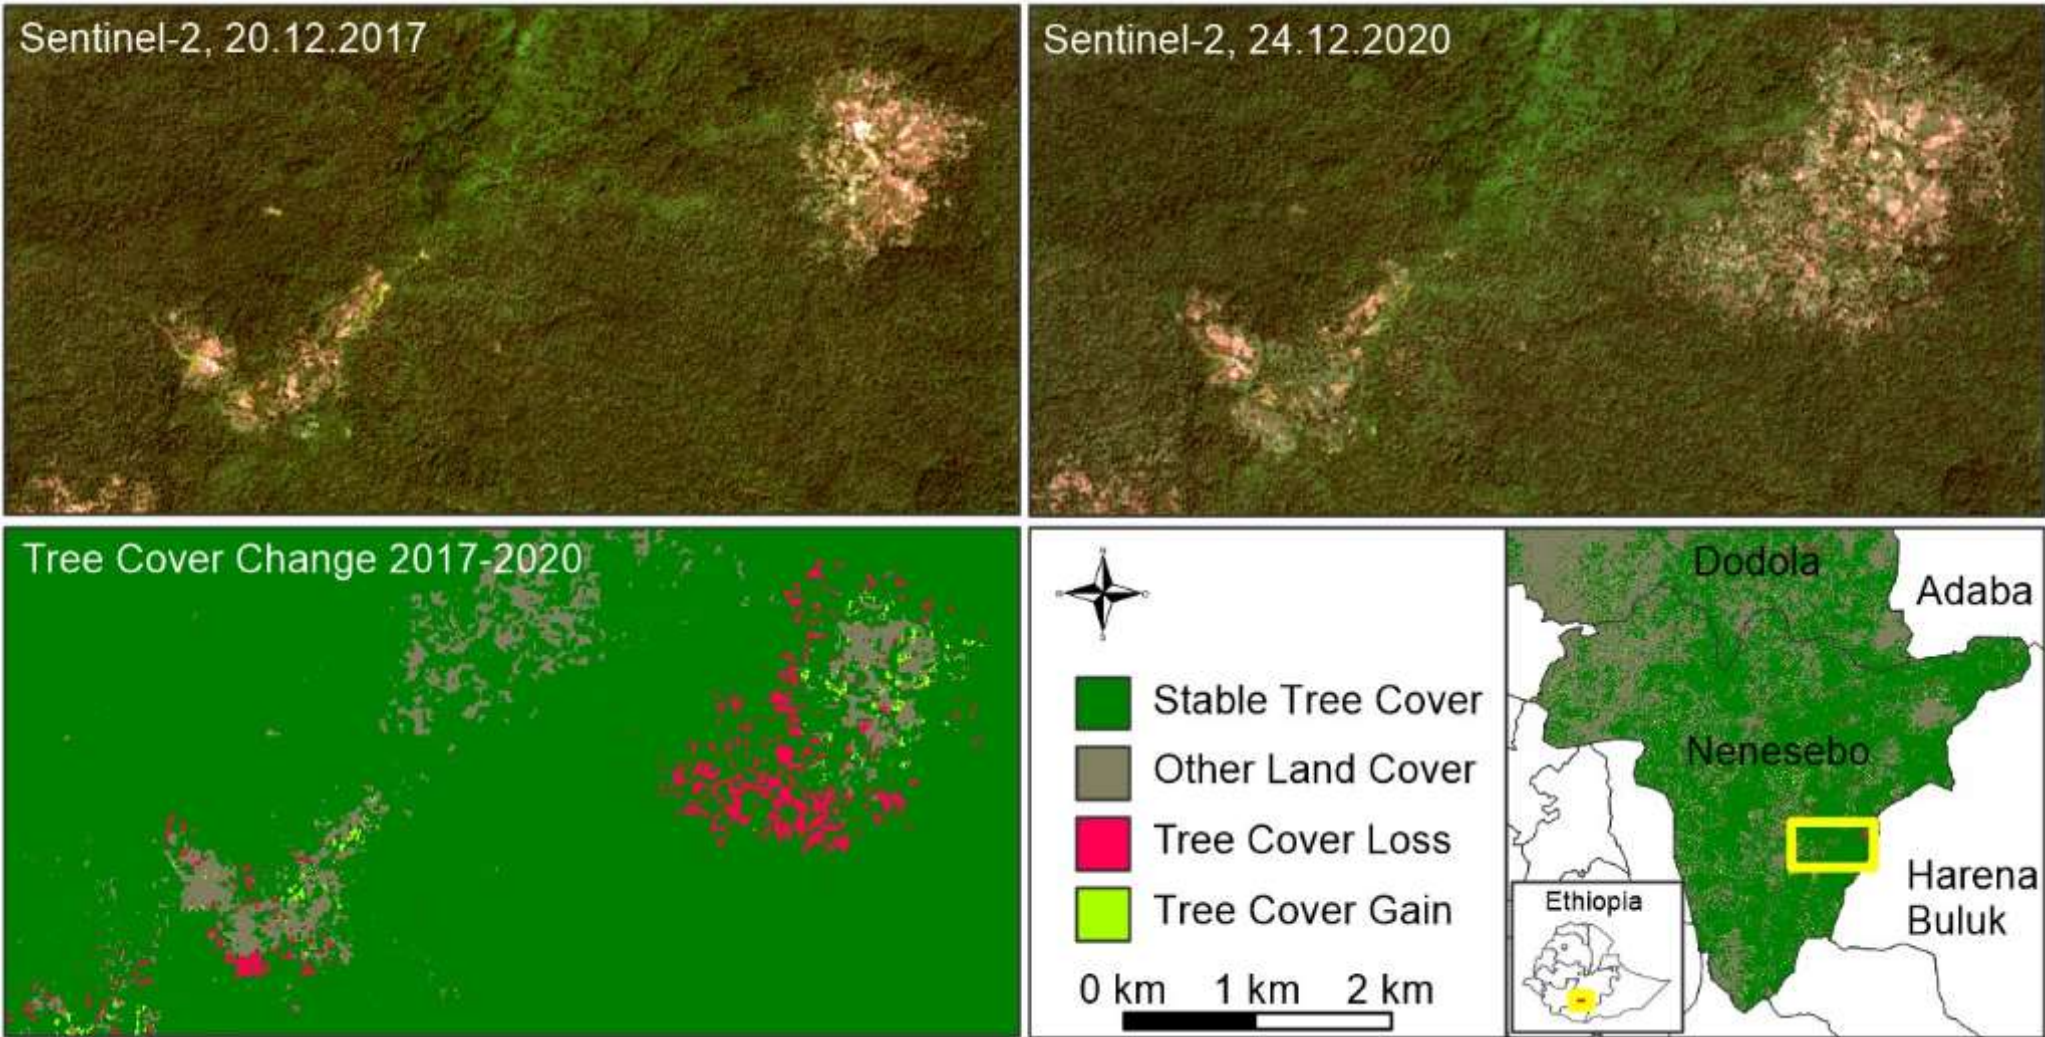 Sentinel-2, 20.12.2017
Sentinel-2, 24.12.2020
Tree Cover Change 2017-2020
N
S
Stable Tree Cover
Other Land Cover
Tree Cover Loss
Tree Cover Gain
0 km 1 km 2 km
Dodola
Adaba
Nenesebo
Harena
Buluk
Ethiopia